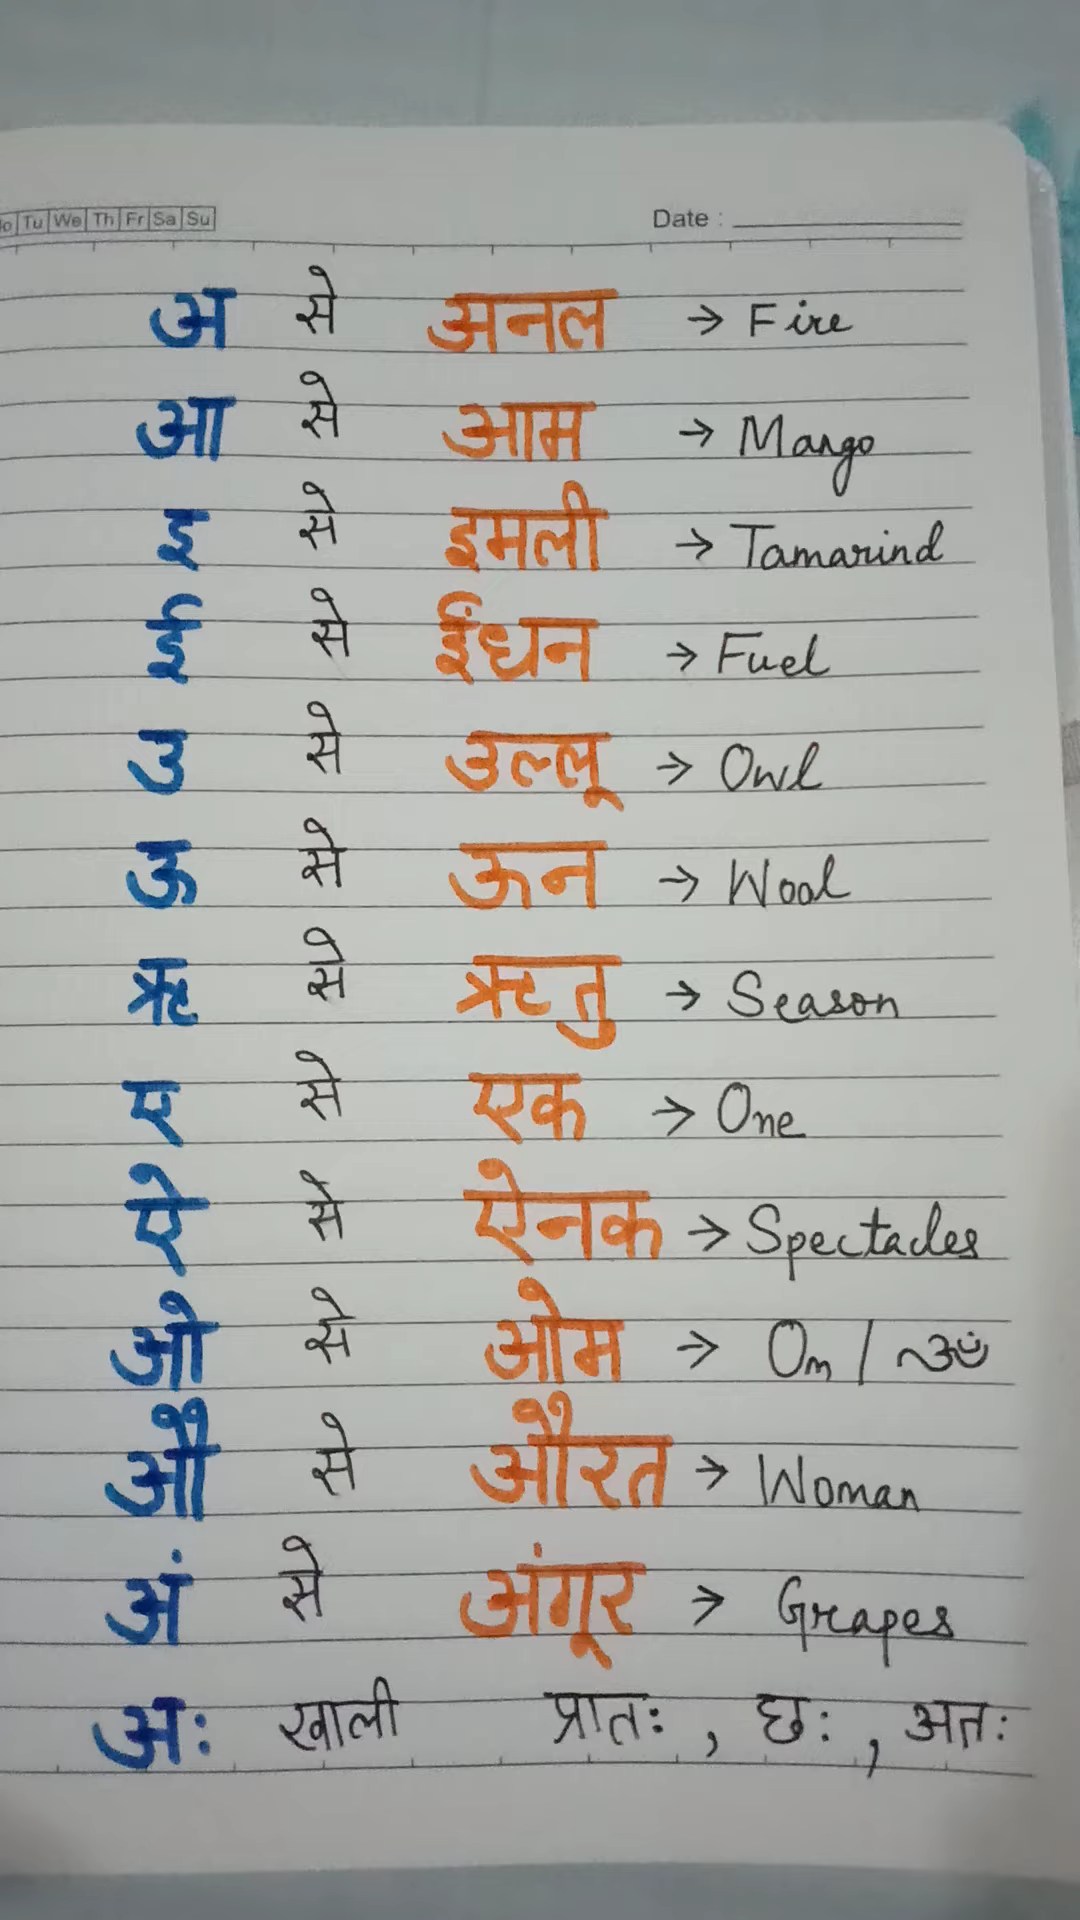 Mo Tu We Th Fr Sa Su Date :
अ से अनल → Fire
आ से आम → Mango
इ से इमली → Tamarind
ई से ईंधन → Fuel
उ से उल्लू → Owl
ऊ से ऊन → Wool
ऋ से ऋतु → Season
ए से एक → One
ऐ से ऐनक → Spectacles
ओ से ओम → Om / ॐ
औ से औरत → Woman
अं से अंगूर → Grapes
अः खाली प्रातः , छः , अतः